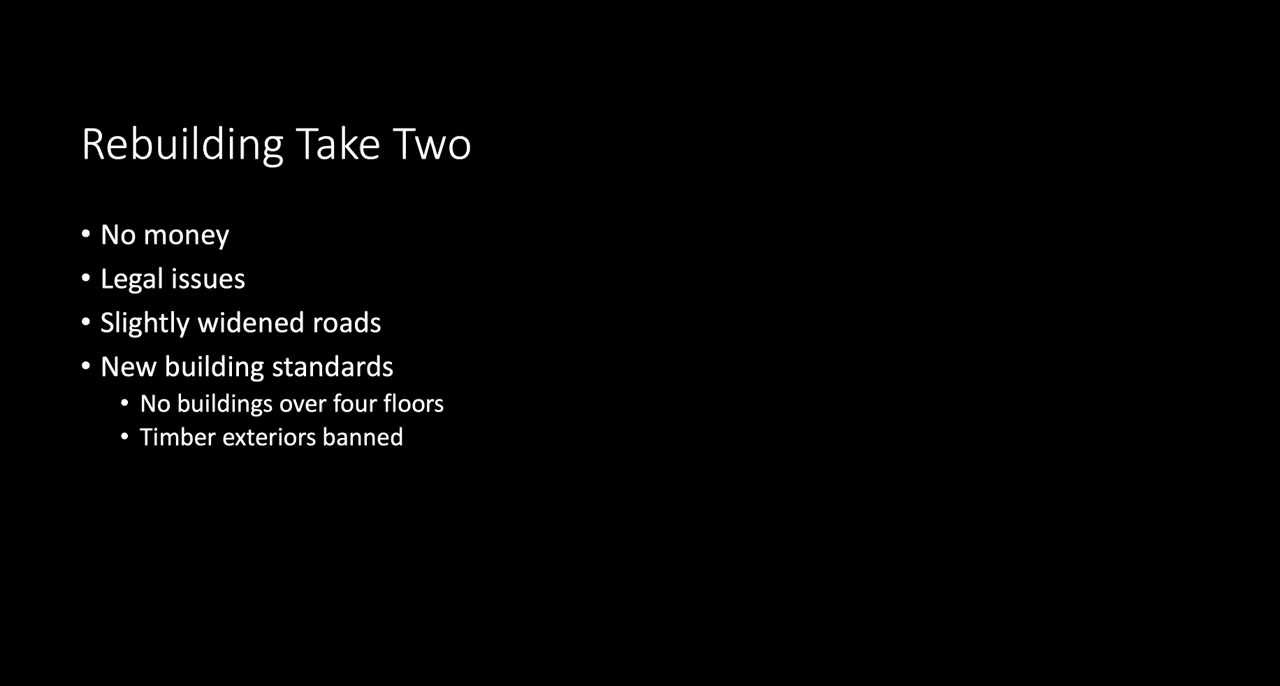 Rebuilding Take Two
• No money
• Legal issues
• Slightly widened roads
• New building standards
• No buildings over four floors
• Timber exteriors banned